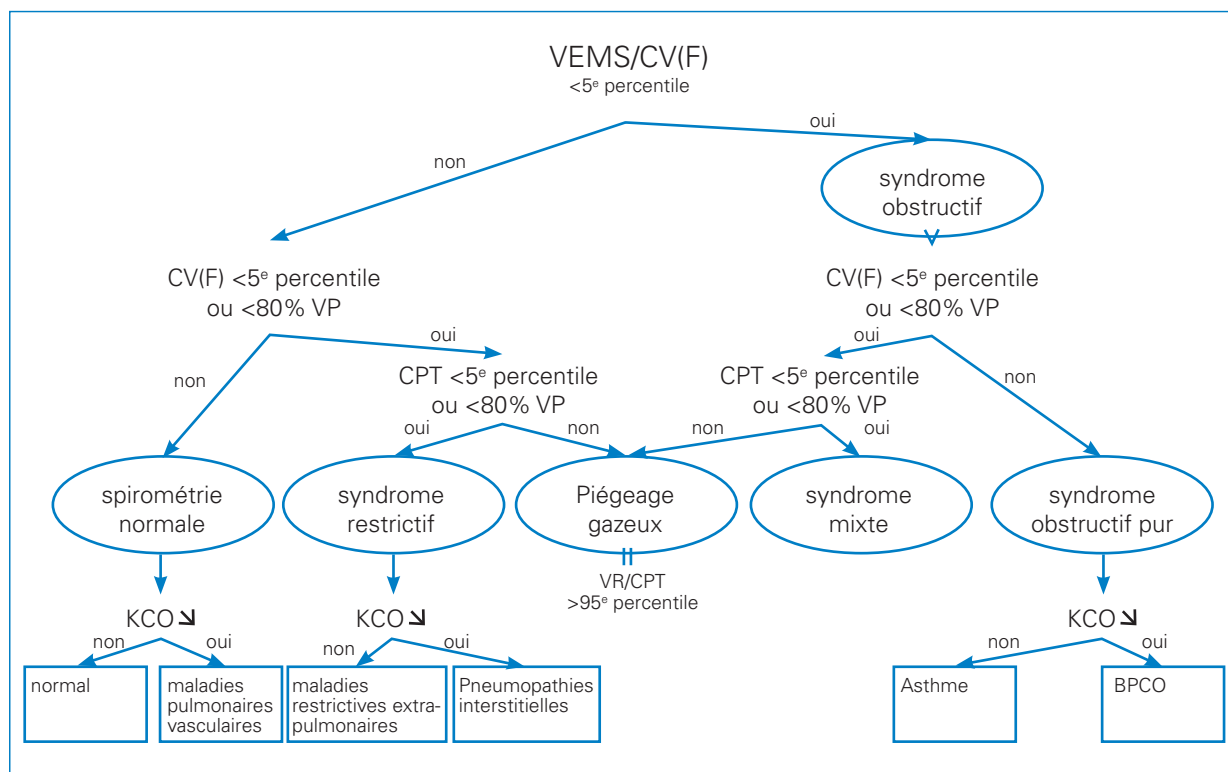 VEMS/CV(F)
<5e percentile
oui
non
syndrome
obstructif
CV(F) <5e percentile
ou <80% VP
CV(F) <5e percentile
ou <80% VP
oui
oui
non
non
CPT <5e percentile
ou <80% VP
CPT <5e percentile
ou <80% VP
oui
non
non
oui
spirométrie
normale
syndrome
restrictif
Piégeage
gazeux
syndrome
mixte
syndrome
obstructif pur
VR/CPT
>95e percentile
KCO ↘
KCO ↘
KCO ↘
non
oui
non
oui
non
oui
normal
maladies
pulmonaires
vasculaires
maladies
restrictives extra-
pulmonaires
Pneumopathies
interstitielles
Asthme
BPCO